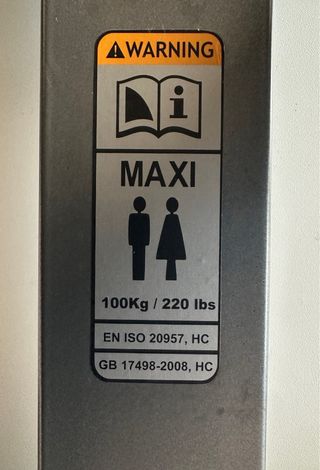 WARNING
i
MAXI
100Kg / 220 lbs
EN ISO 20957, HC
GB 17498-2008, HC